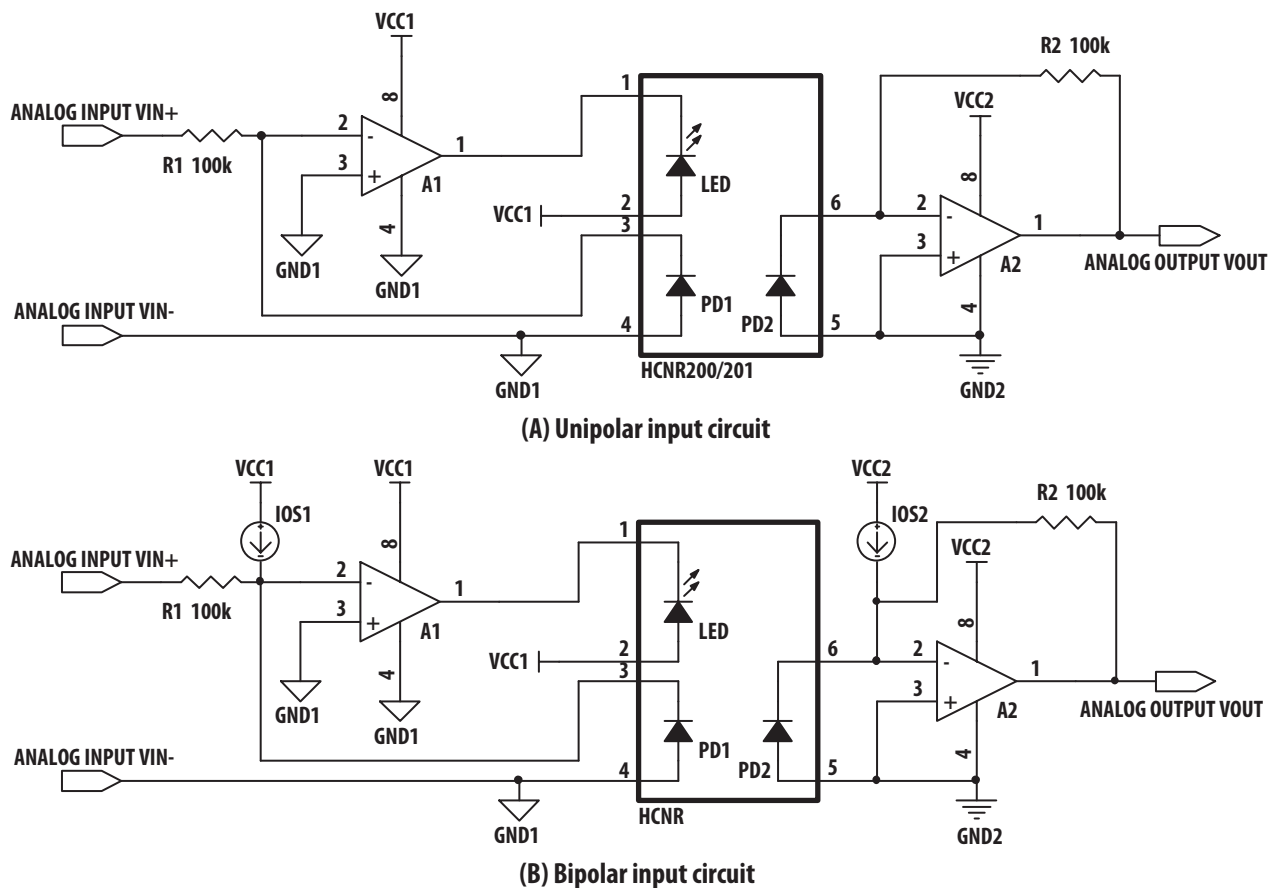 VCC1
R2 100k
ANALOG INPUT VIN+
8
1
VCC2
2
-
1
R1 100k
3
+
A1
LED
8
VCC1
2
6
2
-
1
4
3
3
+
GND1
GND1
A2
ANALOG OUTPUT VOUT
ANALOG INPUT VIN-
PD1
PD2
4
4
5
GND1
HCNR200/201
GND2
(A) Unipolar input circuit
VCC1
VCC1
VCC2
R2 100k
IOS1
IOS2
+
-
+
-
ANALOG INPUT VIN+
8
1
VCC2
2
-
1
R1 100k
3
+
A1
LED
8
VCC1
2
6
2
-
1
4
3
3
+
GND1
GND1
A2
ANALOG OUTPUT VOUT
ANALOG INPUT VIN-
PD1
PD2
4
4
5
GND1
HCNR
GND2
(B) Bipolar input circuit